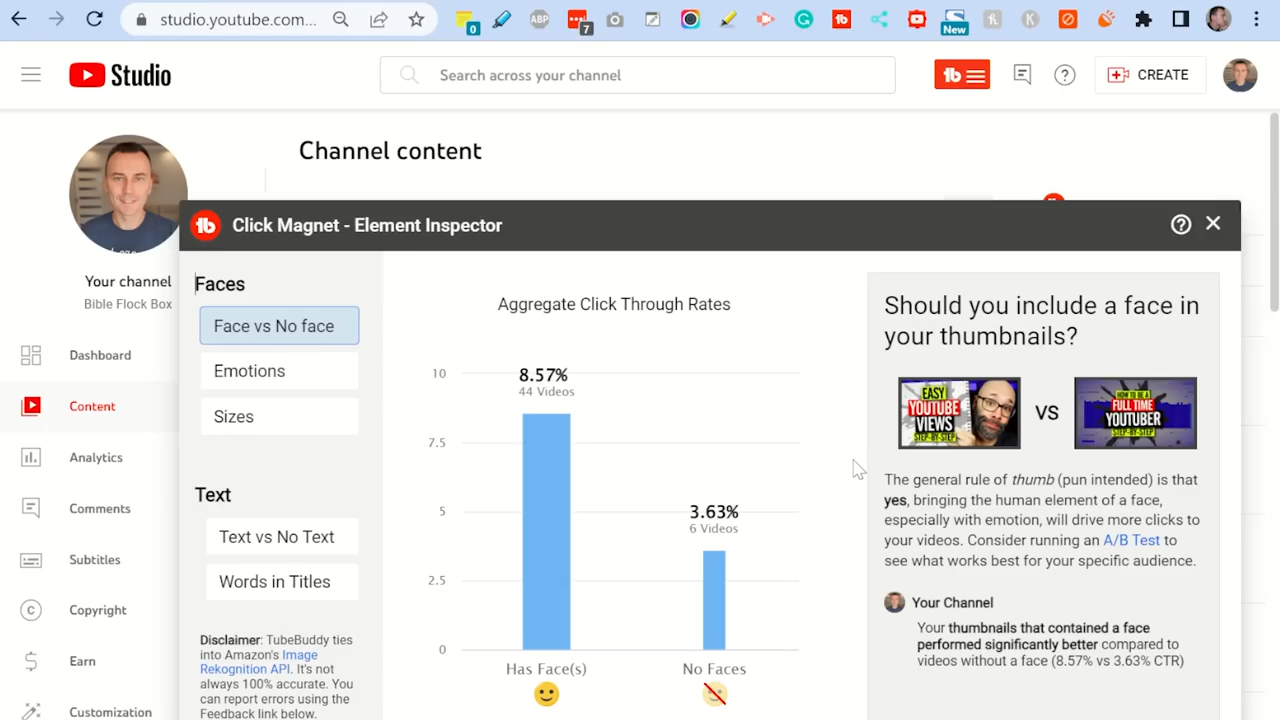 studio.youtube.com...
ABP
0
7
New
Studio
Search across your channel
CREATE
Channel content
Your channel
Bible Flock Box
Dashboard
Content
Analytics
Comments
Subtitles
Copyright
Earn
Customization
Click Magnet - Element Inspector
Faces
Face vs No face
Emotions
Sizes
Text
Text vs No Text
Words in Titles
Disclaimer: TubeBuddy ties
into Amazon's Image
Rekognition API. It's not
always 100% accurate. You
can report errors using the
Feedback link below.
Aggregate Click Through Rates
10
7.5
5
2.5
0
8.57%
44 Videos
3.63%
6 Videos
Has Face(s)
No Faces
Should you include a face in
your thumbnails?
EASY
YOUTUBE
VIEWS
STEP-BY-STEP
VS
HOW TO BE A
FULL TIME
YOUTUBER
STEP-BY-STEP
The general rule of thumb (pun intended) is that
yes, bringing the human element of a face,
especially with emotion, will drive more clicks to
your videos. Consider running an A/B Test to
see what works best for your specific audience.
Your Channel
Your thumbnails that contained a face
performed significantly better compared to
videos without a face (8.57% vs 3.63% CTR)